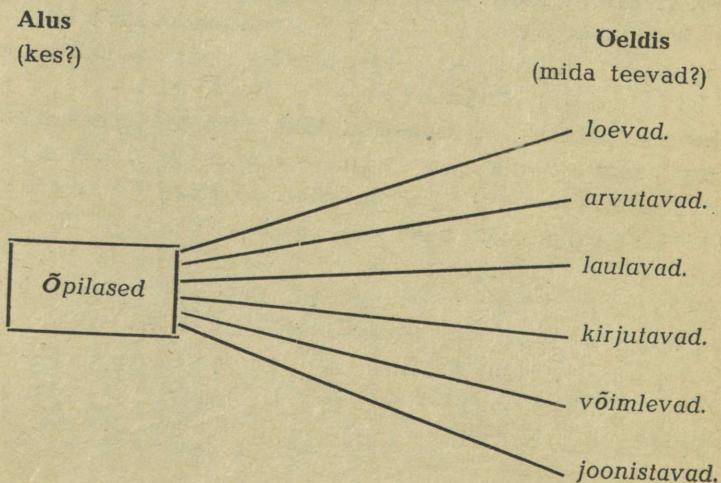 Alus
(kes?)
Öeldis
(mida teevad?)
Õpilased
loevad.
arvutavad.
laulavad.
kirjutavad.
võimlevad.
joonistavad.